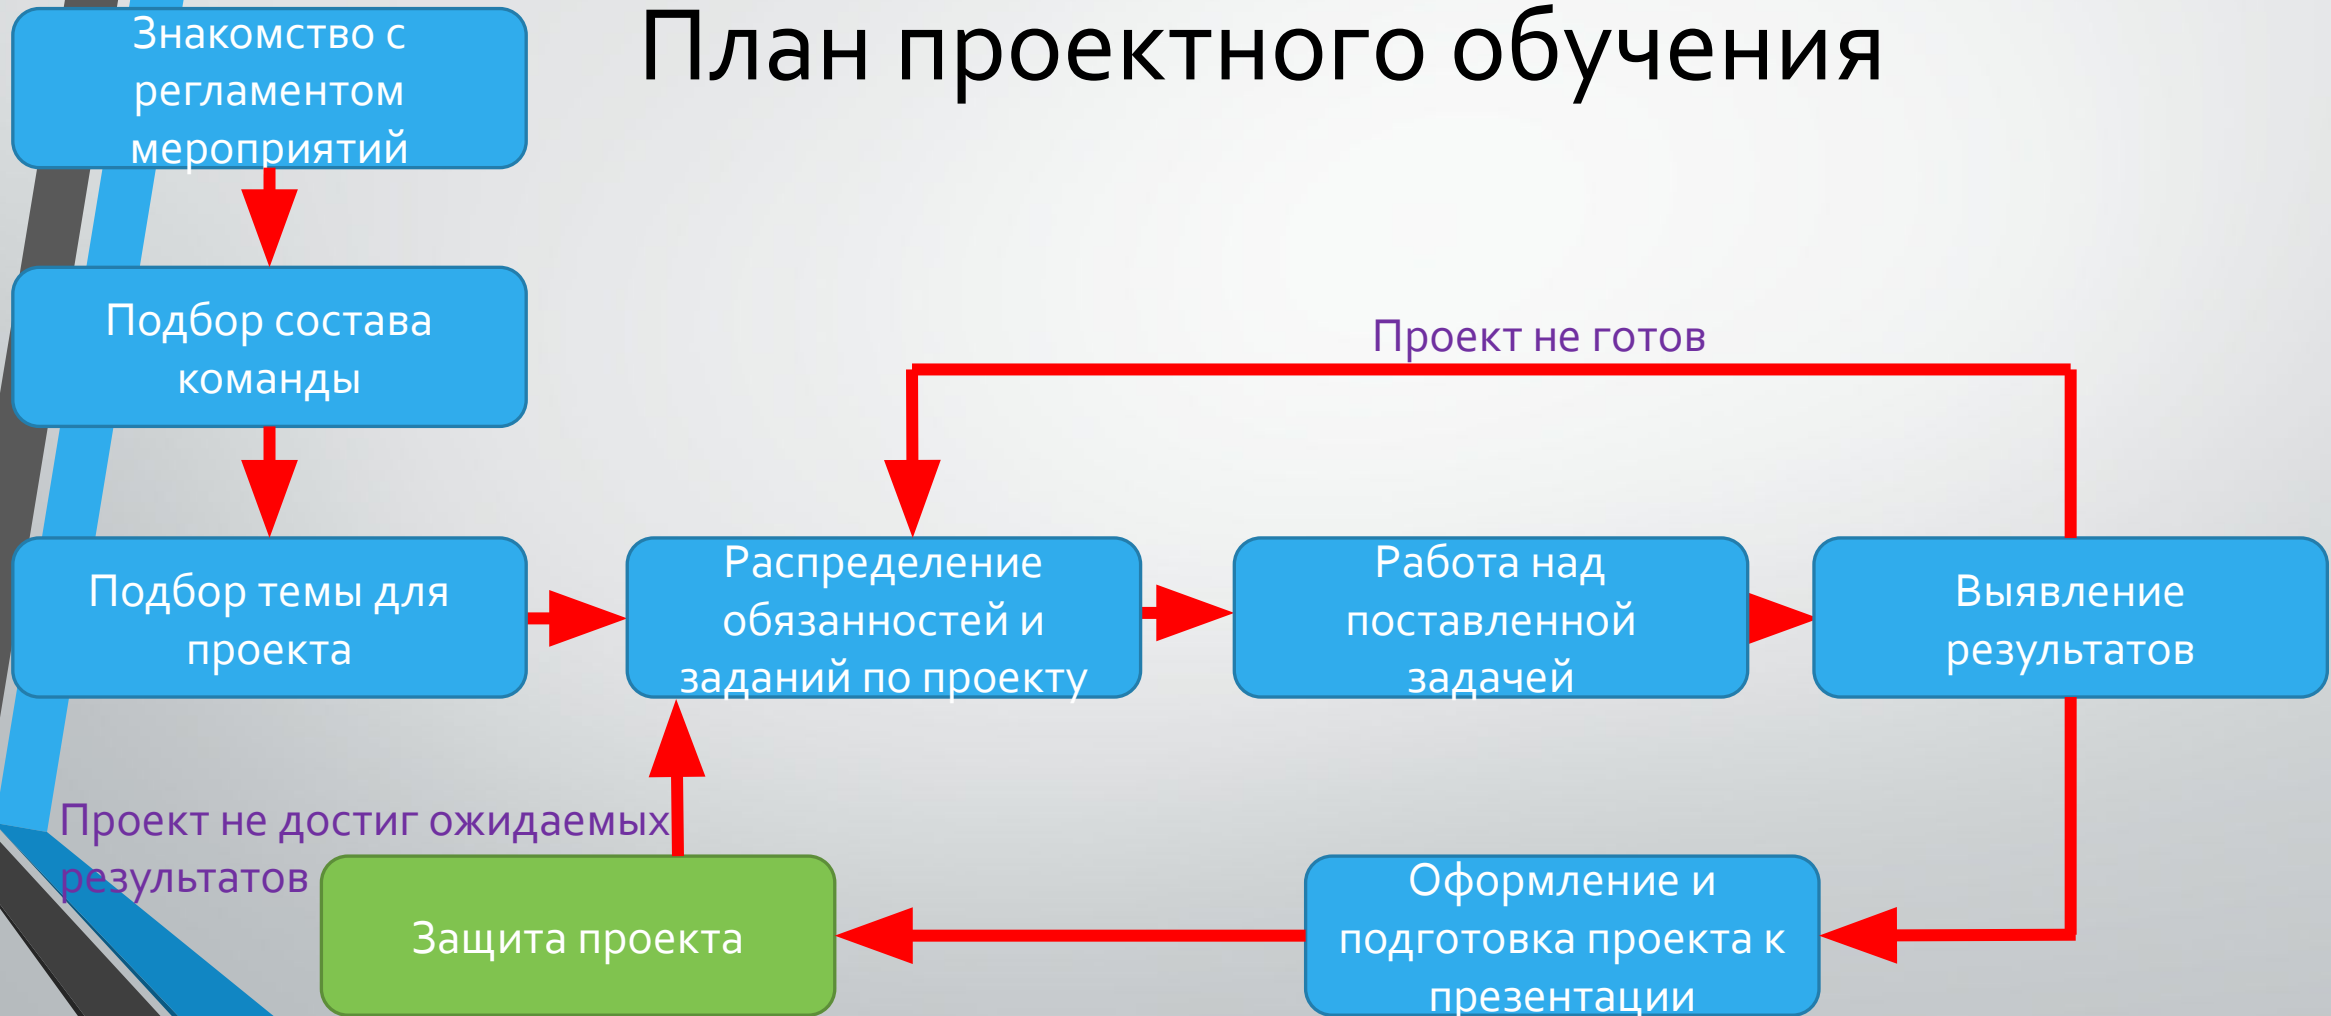 План проектного обучения
Знакомство с
регламентом
мероприятий
Подбор состава
команды
Проект не готов
Подбор темы для
проекта
Распределение
обязанностей и
заданий по проекту
Работа над
поставленной
задачей
Выявление
результатов
Проект не достиг ожидаемых
результатов
Защита проекта
Оформление и
подготовка проекта к
презентации